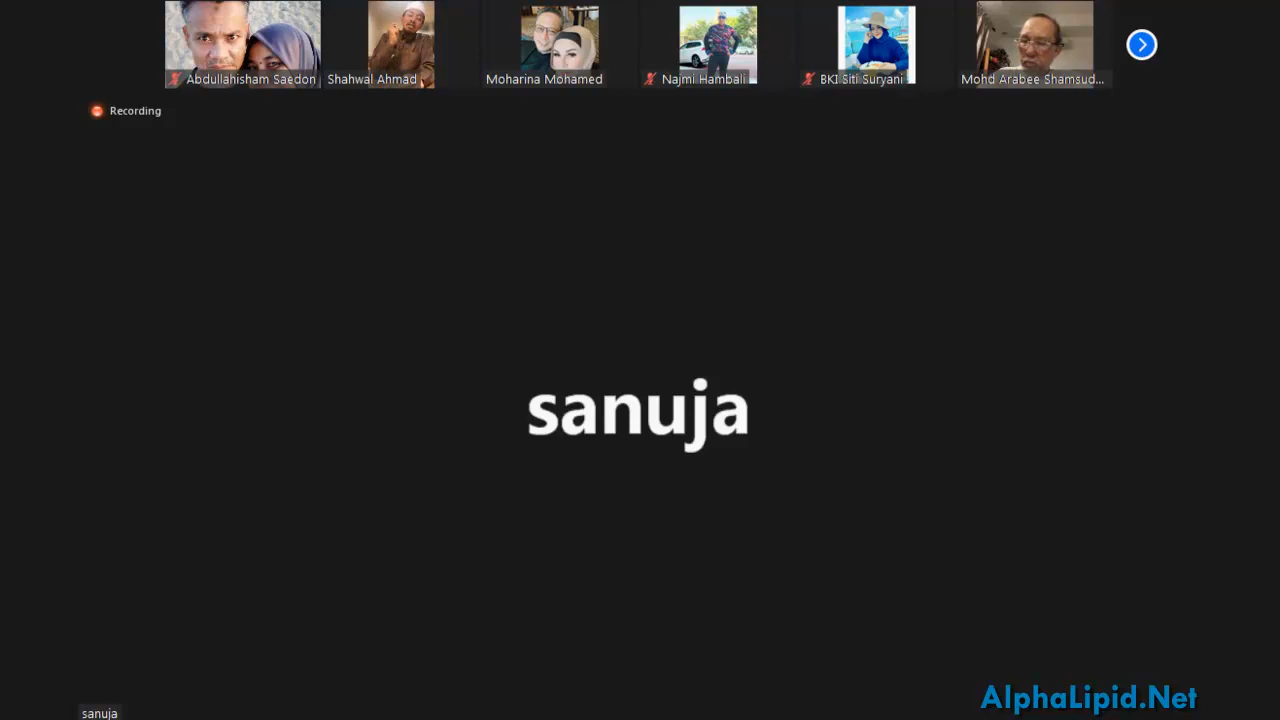 Abdullahisham Saedon
Shahwal Ahmad
Moharina Mohamed
Najmi Hambali
BKI Siti Suryani
Mohd Arabee Shamsud...
Recording
sanuja
AlphaLipid.Net
sanuja